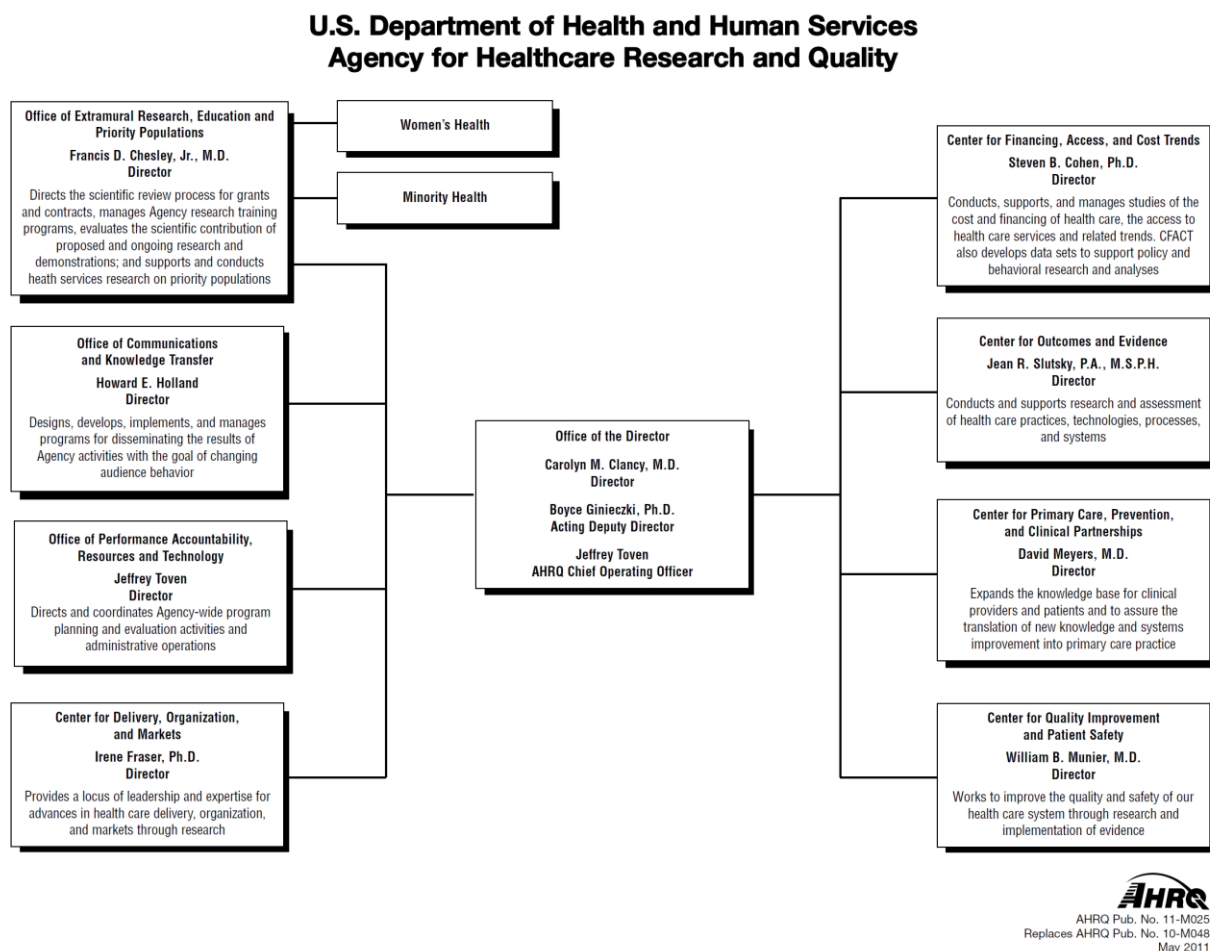 U.S. Department of Health and Human Services
Agency for Healthcare Research and Quality
Office of Extramural Research, Education and
Priority Populations
Francis D. Chesley, Jr., M.D.
Director
Directs the scientific review process for grants
and contracts, manages Agency research training
programs, evaluates the scientific contribution of
proposed and ongoing research and
demonstrations; and supports and conducts
heath services research on priority populations
Women's Health
Minority Health
Office of Communications
and Knowledge Transfer
Howard E. Holland
Director
Designs, develops, implements, and manages
programs for disseminating the results of
Agency activities with the goal of changing
audience behavior
Office of Performance Accountability,
Resources and Technology
Jeffrey Toven
Director
Directs and coordinates Agency-wide program
planning and evaluation activities and
administrative operations
Center for Delivery, Organization,
and Markets
Irene Fraser, Ph.D.
Director
Provides a locus of leadership and expertise for
advances in health care delivery, organization,
and markets through research
Office of the Director
Carolyn M. Clancy, M.D.
Director
Boyce Ginieczki, Ph.D.
Acting Deputy Director
Jeffrey Toven
AHRQ Chief Operating Officer
Center for Financing, Access, and Cost Trends
Steven B. Cohen, Ph.D.
Director
Conducts, supports, and manages studies of the
cost and financing of health care, the access to
health care services and related trends. CFACT
also develops data sets to support policy and
behavioral research and analyses
Center for Outcomes and Evidence
Jean R. Slutsky, P.A., M.S.P.H.
Director
Conducts and supports research and assessment
of health care practices, technologies, processes,
and systems
Center for Primary Care, Prevention,
and Clinical Partnerships
David Meyers, M.D.
Director
Expands the knowledge base for clinical
providers and patients and to assure the
translation of new knowledge and systems
improvement into primary care practice
Center for Quality Improvement
and Patient Safety
William B. Munier, M.D.
Director
Works to improve the quality and safety of our
health care system through research and
implementation of evidence
AHRQ
AHRQ Pub. No. 11-M025
Replaces AHRQ Pub. No. 10-M048
May 2011